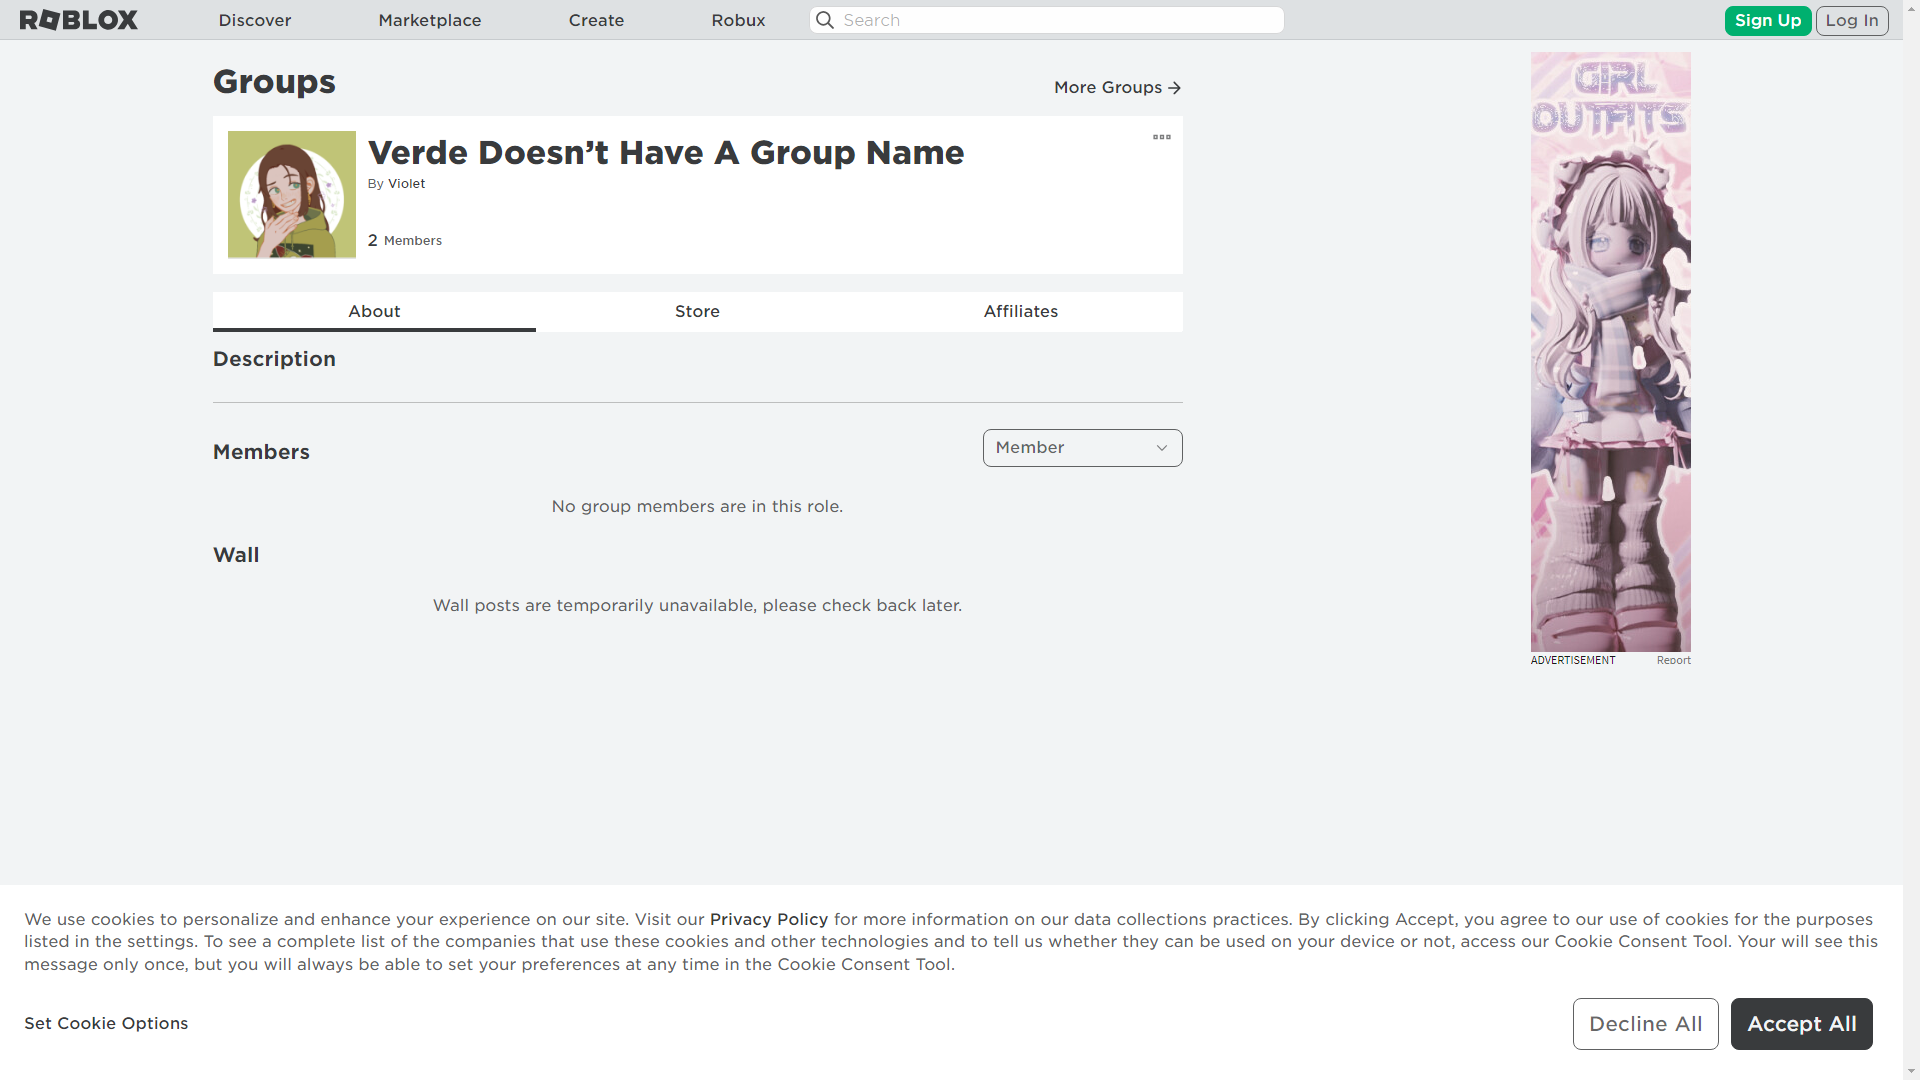 ROBLOX
Discover
Marketplace
Create
Robux
Search
Sign Up
Log In
Groups
More Groups
Verde Doesn’t Have A Group Name
By Violet
2 Members
About
Store
Affiliates
Description
Members
Member
No group members are in this role.
Wall
Wall posts are temporarily unavailable, please check back later.
GIRL
OUTFITS
ADVERTISEMENT
Report
We use cookies to personalize and enhance your experience on our site. Visit our Privacy Policy for more information on our data collections practices. By clicking Accept, you agree to our use of cookies for the purposes
listed in the settings. To see a complete list of the companies that use these cookies and other technologies and to tell us whether they can be used on your device or not, access our Cookie Consent Tool. Your will see this
message only once, but you will always be able to set your preferences at any time in the Cookie Consent Tool.
Set Cookie Options
Decline All
Accept All